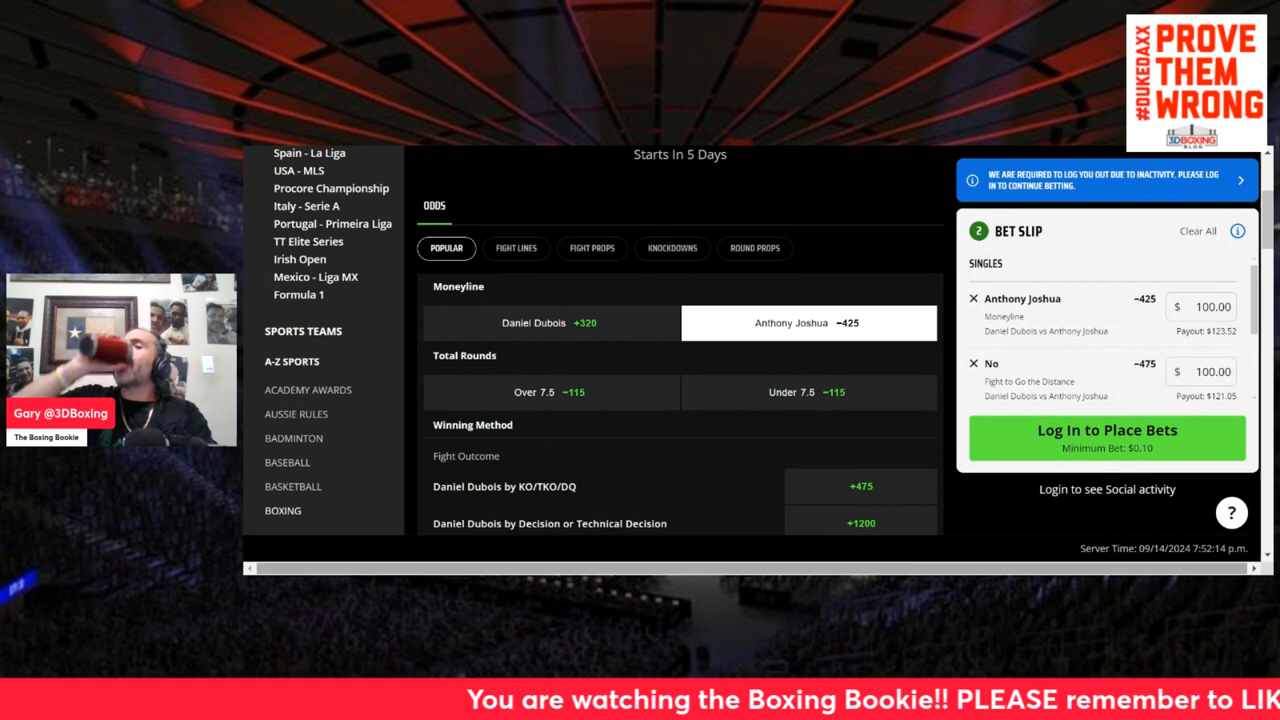 #DUKEDAXX
PROVE
THEM
WRONG
3DBOXING
BLOG
Spain - La Liga
USA - MLS
Procore Championship
Italy - Serie A
Portugal - Primeira Liga
TT Elite Series
Irish Open
Mexico - Liga MX
Formula 1
SPORTS TEAMS
A-Z SPORTS
ACADEMY AWARDS
AUSSIE RULES
BADMINTON
BASEBALL
BASKETBALL
BOXING
Starts In 5 Days
ODDS
POPULAR FIGHT LINES FIGHT PROPS KNOCKDOWNS ROUND PROPS
Moneyline
Daniel Dubois +320 Anthony Joshua −425
Total Rounds
Over 7.5 −115 Under 7.5 −115
Winning Method
Fight Outcome
Daniel Dubois by KO/TKO/DQ +475
Daniel Dubois by Decision or Technical Decision +1200
WE ARE REQUIRED TO LOG YOU OUT DUE TO INACTIVITY. PLEASE LOG
IN TO CONTINUE BETTING.
2 BET SLIP Clear All
SINGLES
Anthony Joshua −425 $ 100.00
Moneyline
Daniel Dubois vs Anthony Joshua Payout: $123.52
No −475 $ 100.00
Fight to Go the Distance
Daniel Dubois vs Anthony Joshua Payout: $121.05
Log In to Place Bets
Minimum Bet: $0.10
Login to see Social activity
?
Server Time: 09/14/2024 7:52:14 p.m.
Gary @3DBoxing
The Boxing Bookie
You are watching the Boxing Bookie!! PLEASE remember to LIK